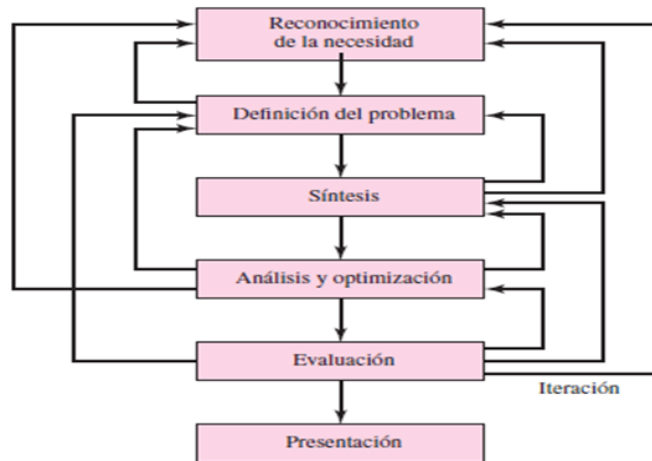 Reconocimiento
de la necesidad
Definición del problema
Síntesis
Análisis y optimización
Evaluación
Iteración
Presentación